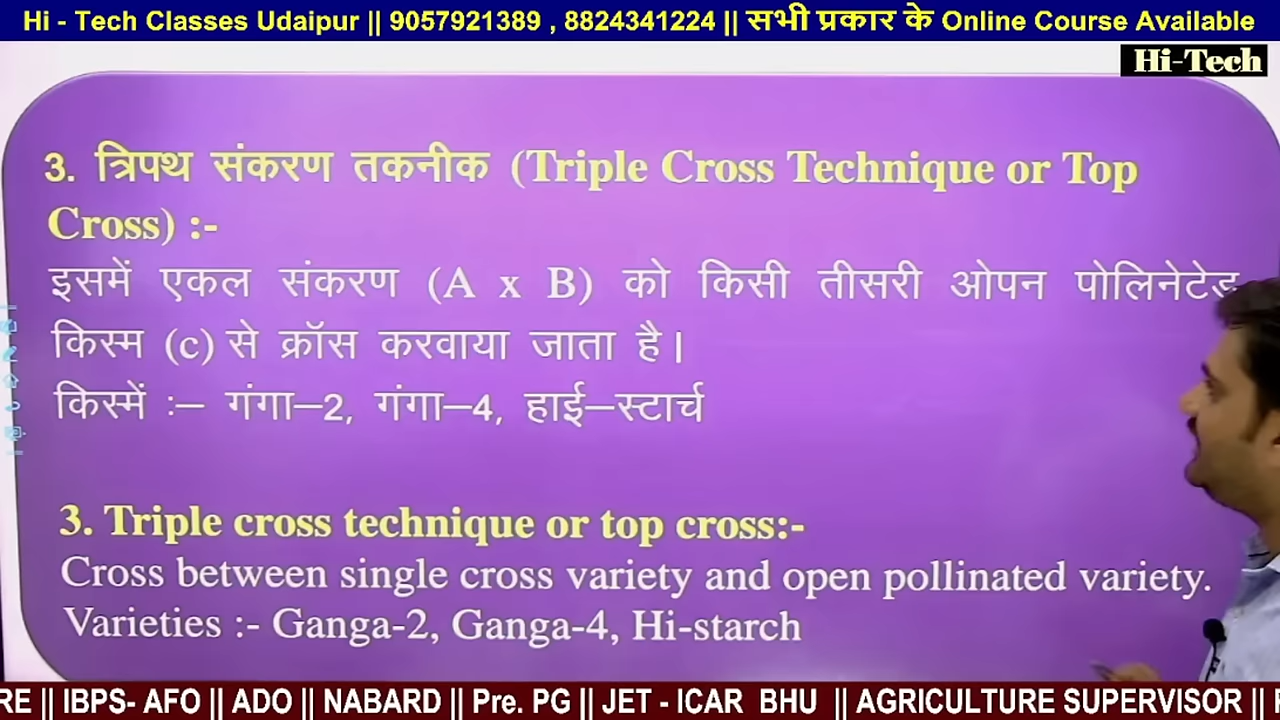 Hi - Tech Classes Udaipur || 9057921389 , 8824341224 || सभी प्रकार के Online Course Available
Hi-Tech
3. त्रिपथ संकरण तकनीक (Triple Cross Technique or Top
Cross) :-
इसमें एकल संकरण (A x B) को किसी तीसरी ओपन पोलिनेटेड
किस्म (c) से क्रॉस करवाया जाता है।
किस्में :– गंगा–2, गंगा–4, हाई–स्टार्च
3. Triple cross technique or top cross:-
Cross between single cross variety and open pollinated variety.
Varieties :- Ganga-2, Ganga-4, Hi-starch
RE || IBPS- AFO || ADO || NABARD || Pre. PG || JET - ICAR BHU || AGRICULTURE SUPERVISOR ||